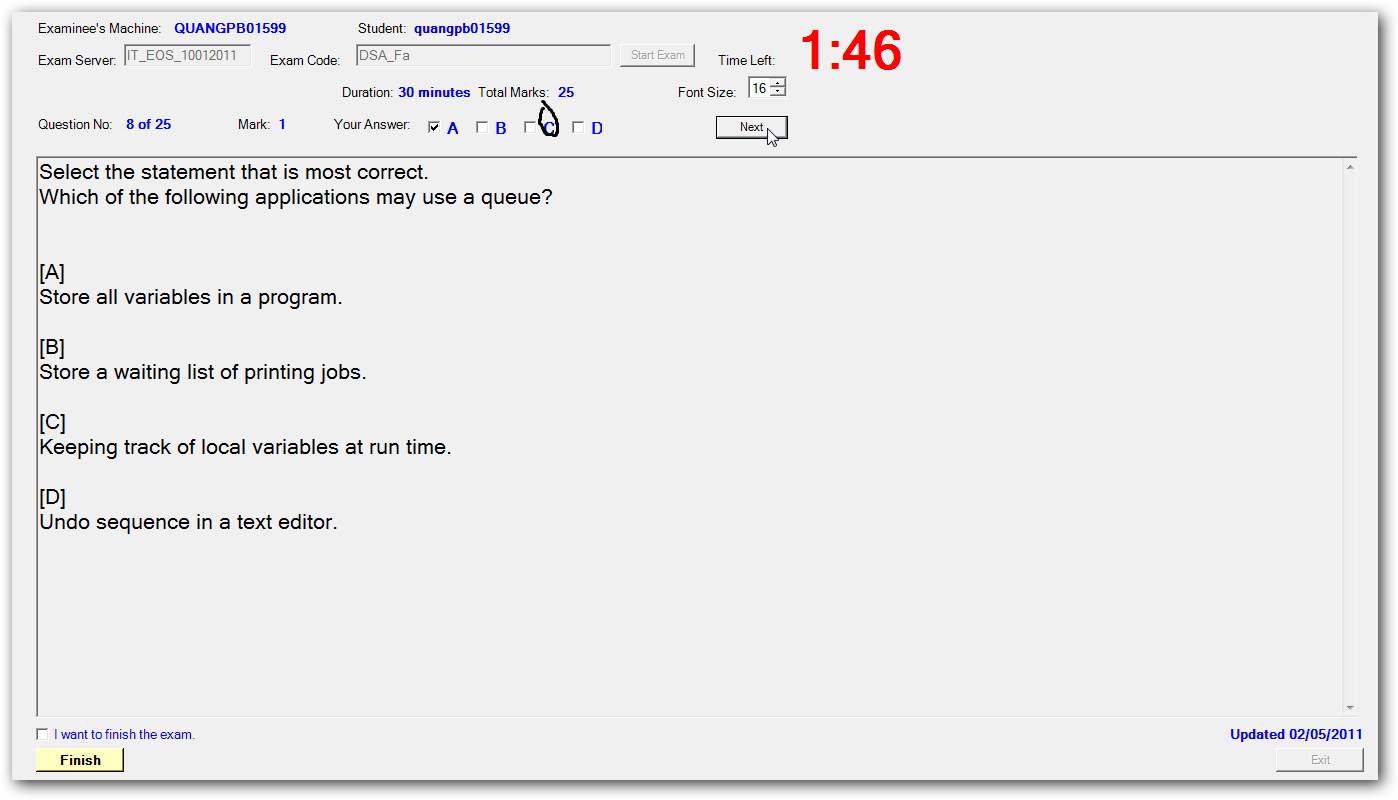 Examinee's Machine: QUANGPB01599 Student: quangpb01599
Exam Server: IT_EOS_10012011 Exam Code: DSA_Fa Start Exam Time Left: 1:46
Duration: 30 minutes Total Marks: 25 Font Size: 16
Question No: 8 of 25 Mark: 1 Your Answer: A B C D Next
Select the statement that is most correct.
Which of the following applications may use a queue?
[A]
Store all variables in a program.
[B]
Store a waiting list of printing jobs.
[C]
Keeping track of local variables at run time.
[D]
Undo sequence in a text editor.
I want to finish the exam. Updated 02/05/2011
Finish Exit